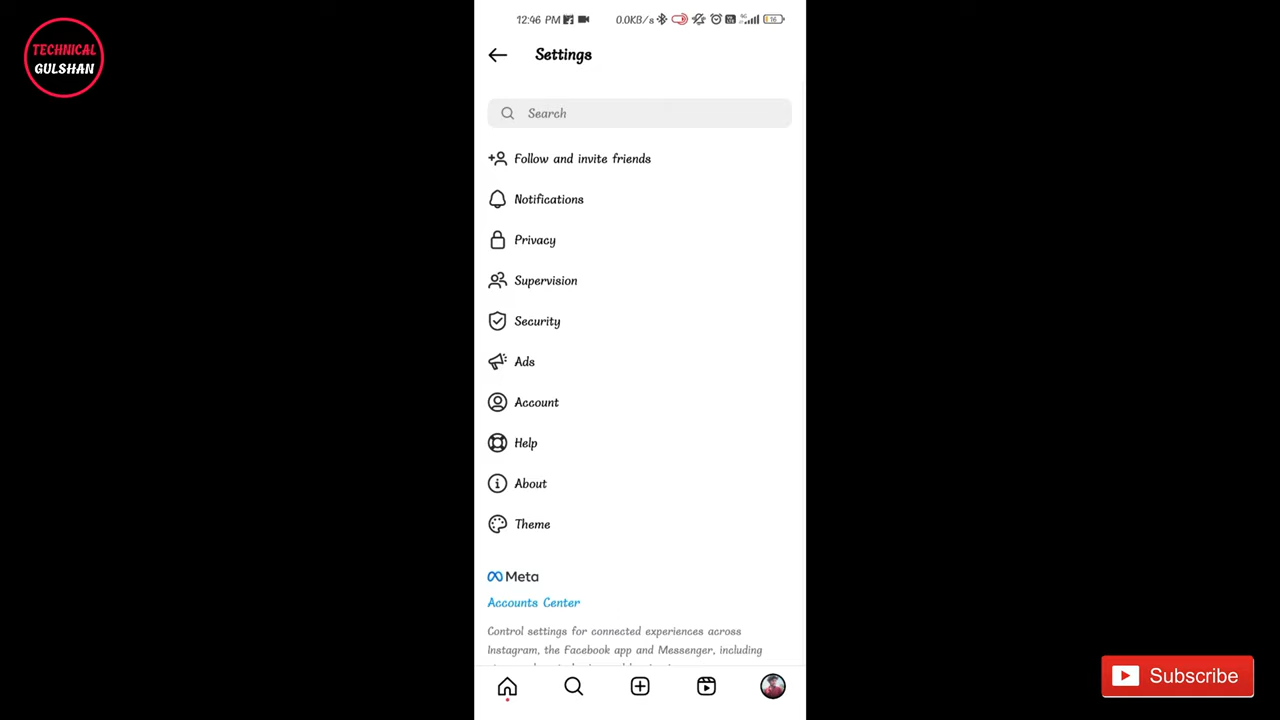 TECHNICAL
GULSHAN
12:46 PM 0.0KB/s 16
Settings
Search
Follow and invite friends
Notifications
Privacy
Supervision
Security
Ads
Account
Help
About
Theme
Meta
Accounts Center
Control settings for connected experiences across
Instagram, the Facebook app and Messenger, including
Subscribe